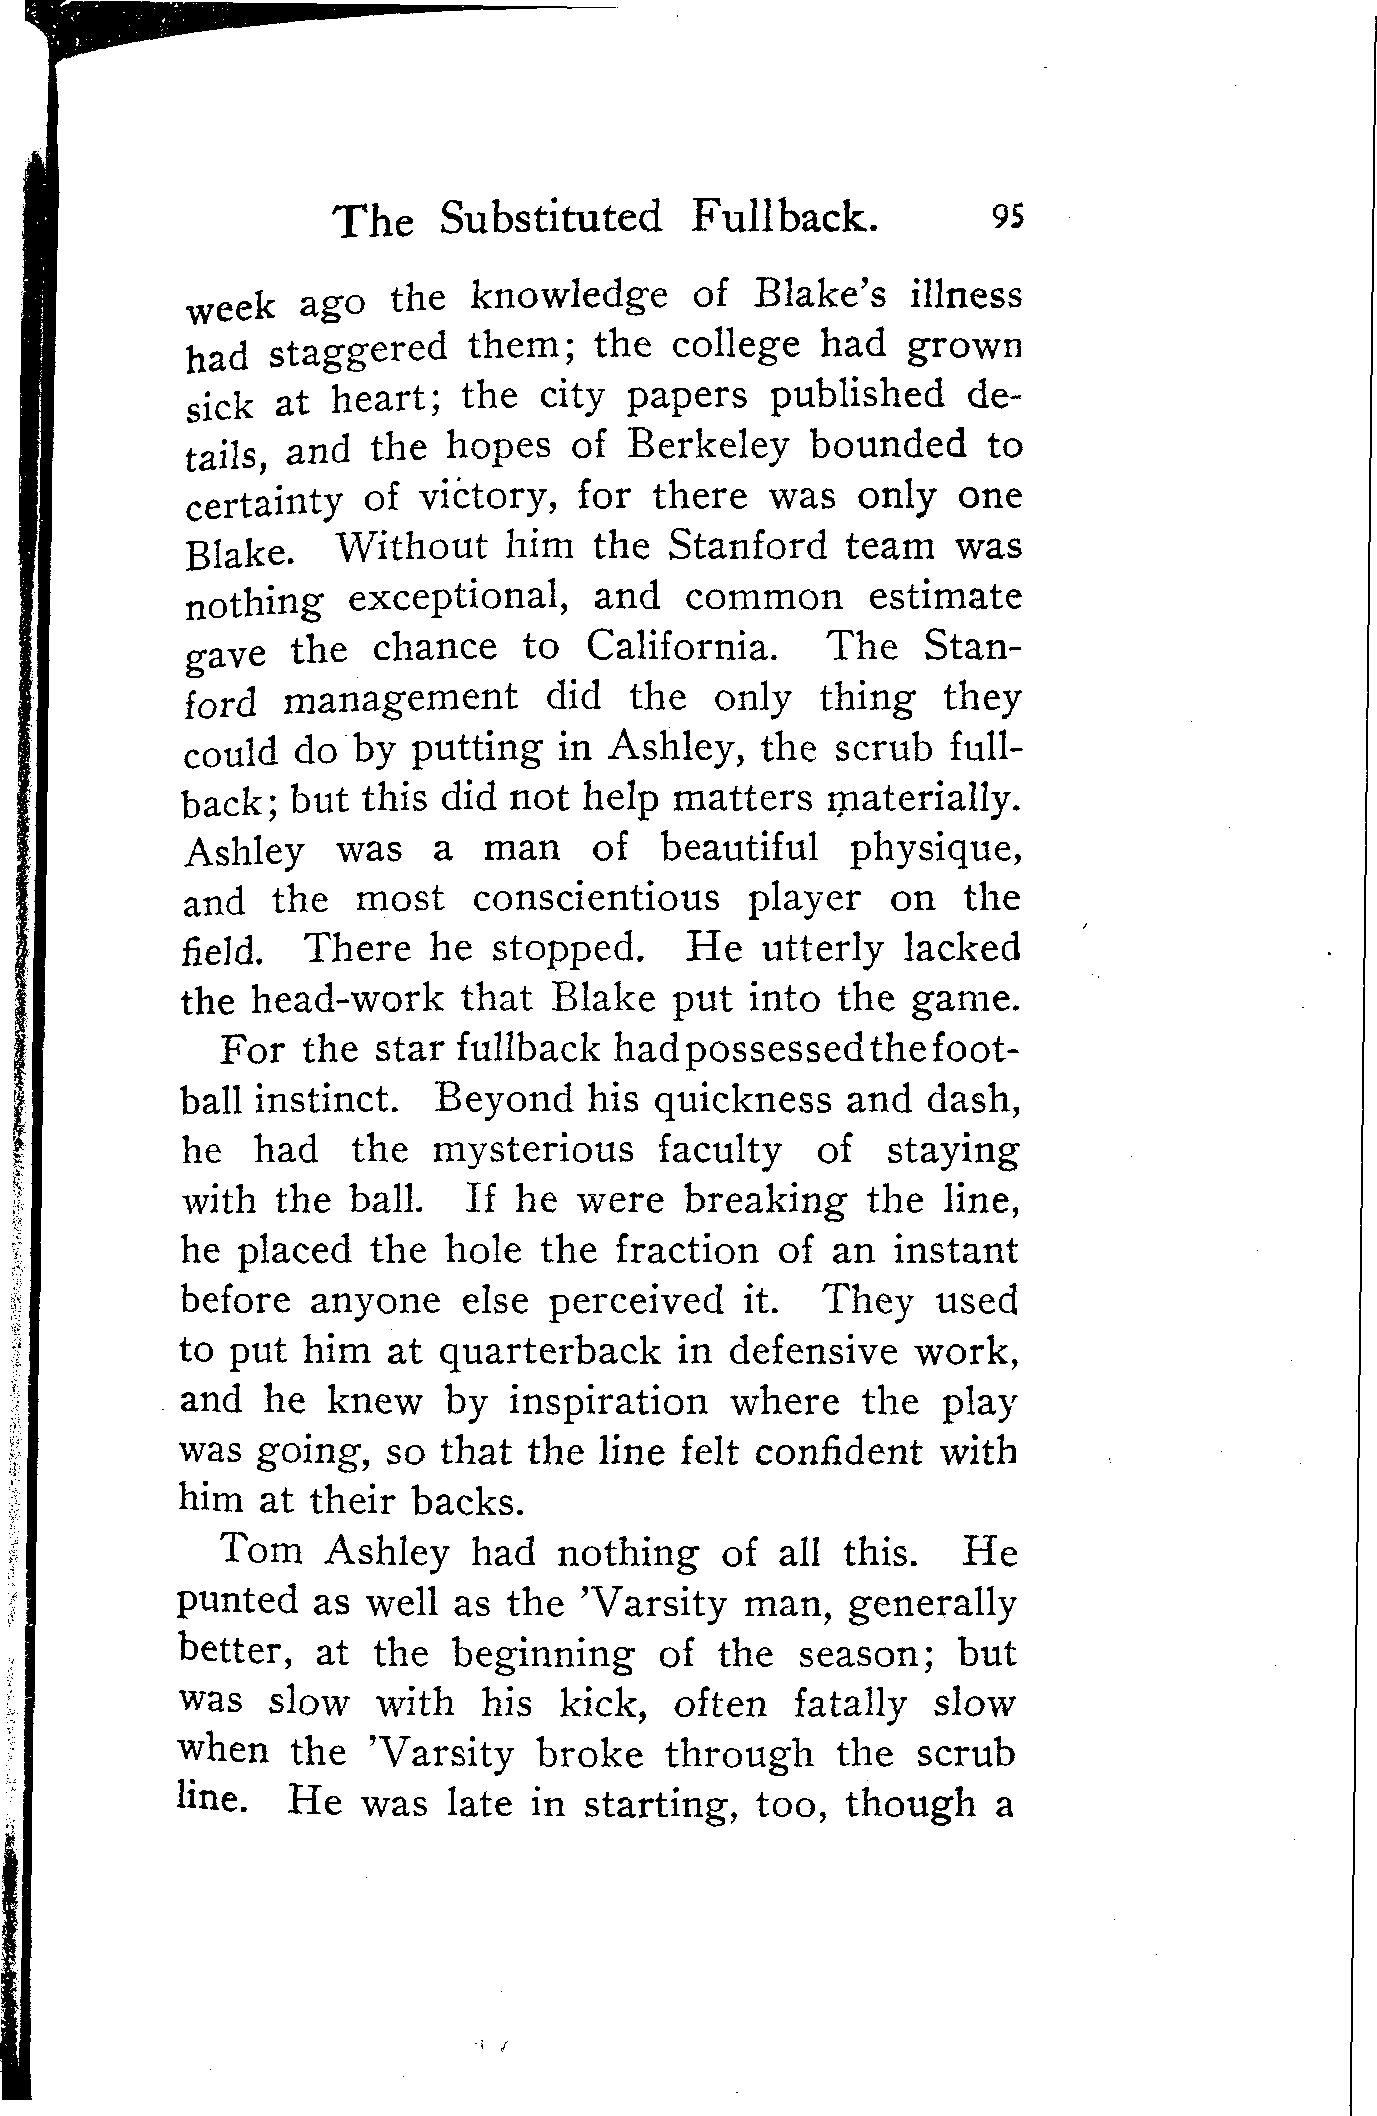 The Substituted Fullback. 95
week ago the knowledge of Blake's illness
had staggered them; the college had grown
sick at heart; the city papers published de-
tails, and the hopes of Berkeley bounded to
certainty of victory, for there was only one
Blake. Without him the Stanford team was
nothing exceptional, and common estimate
gave the chance to California. The Stan-
ford management did the only thing they
could do by putting in Ashley, the scrub full-
back; but this did not help matters materially.
Ashley was a man of beautiful physique,
and the most conscientious player on the
field. There he stopped. He utterly lacked
the head-work that Blake put into the game.
For the star fullback had possessed the foot-
ball instinct. Beyond his quickness and dash,
he had the mysterious faculty of staying
with the ball. If he were breaking the line,
he placed the hole the fraction of an instant
before anyone else perceived it. They used
to put him at quarterback in defensive work,
and he knew by inspiration where the play
was going, so that the line felt confident with
him at their backs.
Tom Ashley had nothing of all this. He
punted as well as the 'Varsity man, generally
better, at the beginning of the season; but
was slow with his kick, often fatally slow
when the 'Varsity broke through the scrub
line. He was late in starting, too, though a